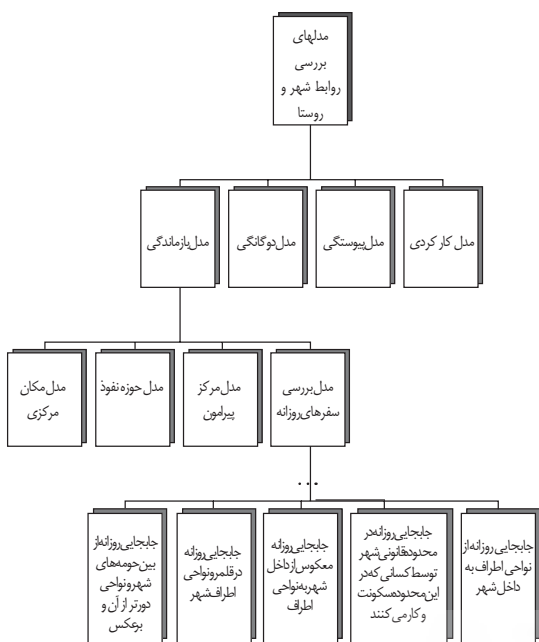 مدلهای
بررسی
روابط شهر و
روستا
مدل کارکردی
مدل پیوستگی
مدل دوگانگی
مدل بازماندگی
مدل بررسی
سفرهای روزانه
مدل مرکز
پیرامون
مدل حوزه نفوذ
مدل مکان
مرکزی
...
جابجایی روزانه از
نواحی اطراف به
داخل شهر
جابجایی روزانه در
محدوده قانونی شهر
توسط کسانی که در
این محدوده سکونت
و کار می کنند
جابجایی روزانه
معکوس از داخل
شهر به نواحی
اطراف
جابجایی روزانه
در قلمرو نواحی
اطراف شهر
جابجایی روزانه از
بین حومه های
شهر و نواحی
دورتر از آن و
برعکس